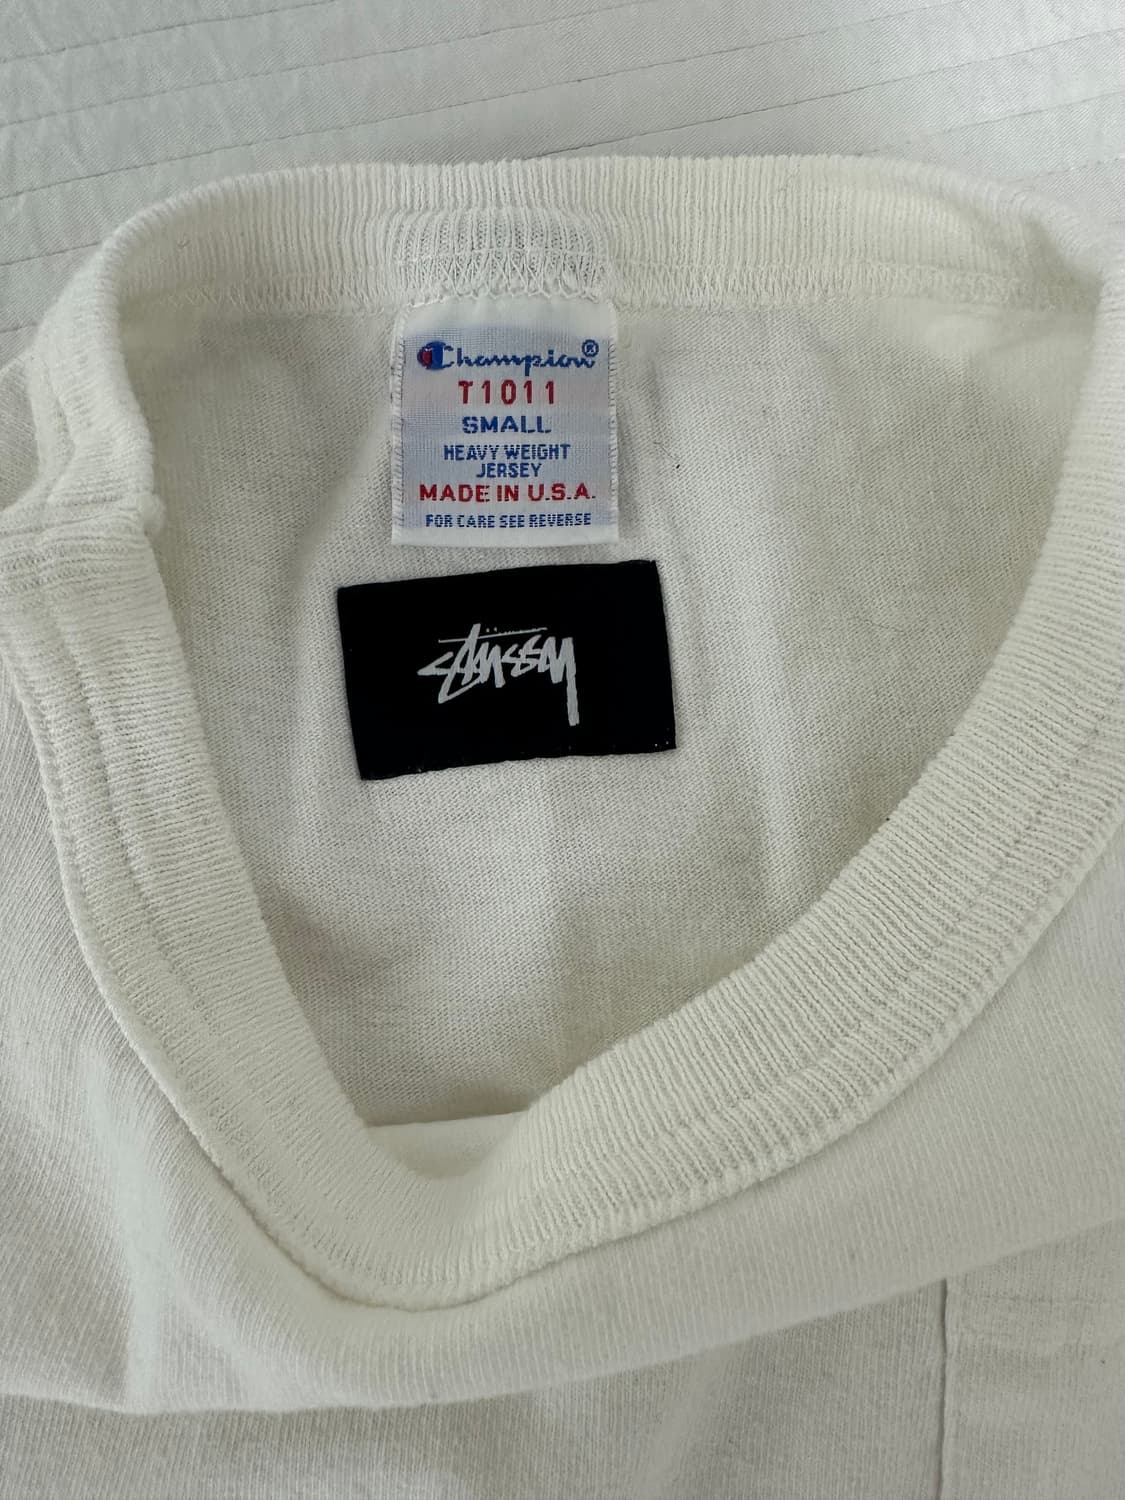 Champion®
T1011
SMALL
HEAVY WEIGHT
JERSEY
MADE IN U.S.A.
FOR CARE SEE REVERSE
Stüssy